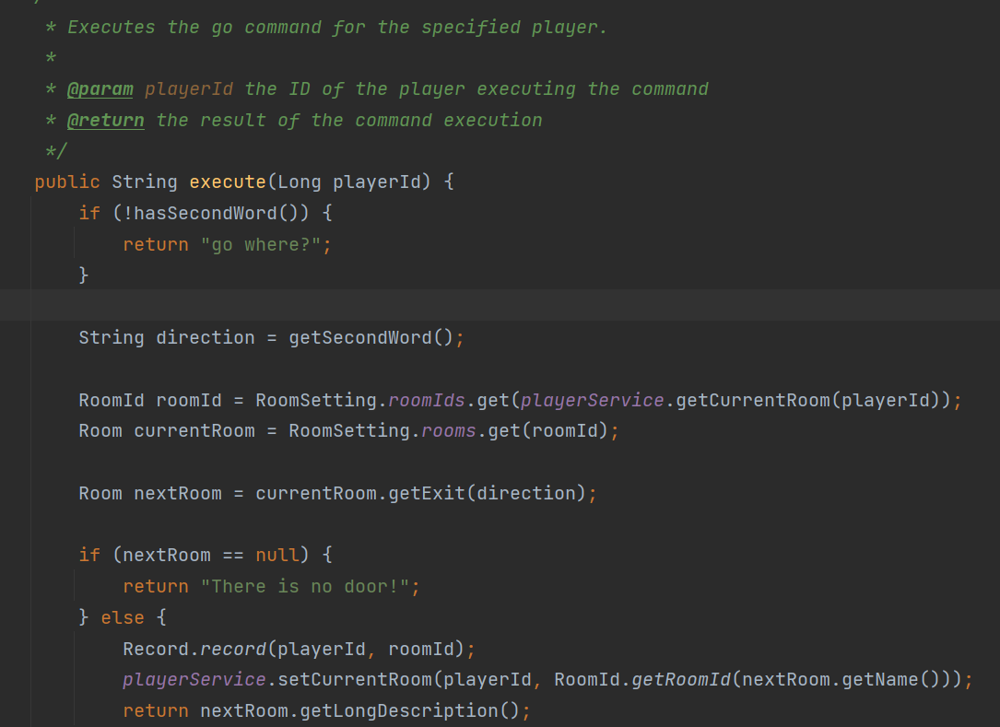 * Executes the go command for the specified player.
*
* @param playerId the ID of the player executing the command
* @return the result of the command execution
*/
public String execute(Long playerId) {
if (!hasSecondWord()) {
return "go where?";
}
String direction = getSecondWord();
RoomId roomId = RoomSetting.roomIds.get(playerService.getCurrentRoom(playerId));
Room currentRoom = RoomSetting.rooms.get(roomId);
Room nextRoom = currentRoom.getExit(direction);
if (nextRoom == null) {
return "There is no door!";
} else {
Record.record(playerId, roomId);
playerService.setCurrentRoom(playerId, RoomId.getRoomId(nextRoom.getName()));
return nextRoom.getLongDescription();